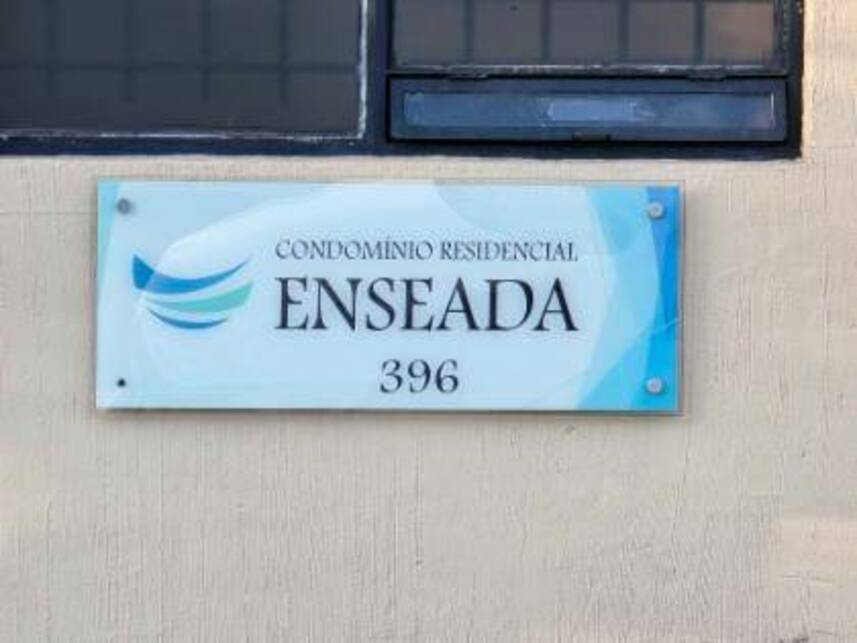 CONDOMÍNIO RESIDENCIAL
ENSEADA
396